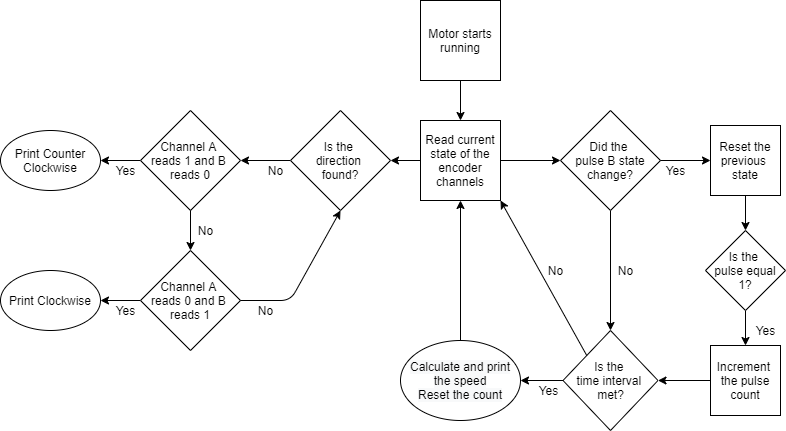 Motor starts
running
Read current
state of the
encoder
channels
Is the
direction
found?
No
Channel A
reads 1 and B
reads 0
Yes
Print Counter
Clockwise
No
Channel A
reads 0 and B
reads 1
Yes
Print Clockwise
No
Did the
pulse B state
change?
Yes
Reset the
previous
state
Is the
pulse equal
1?
Yes
Increment
the pulse
count
No
Is the
time interval
met?
No
Yes
Calculate and print
the speed
Reset the count